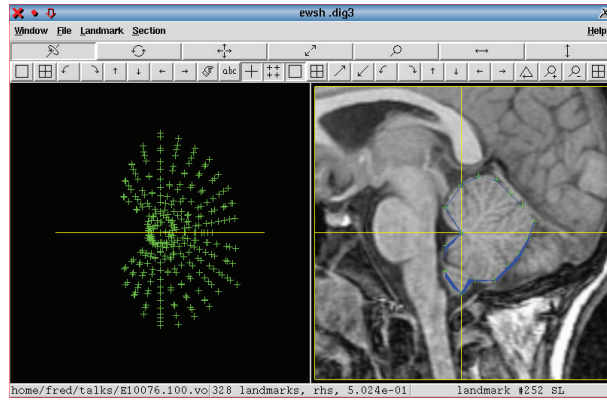 ewsh .dig3
Window File Landmark Section Help
abc
home/fred/talks/E10076.100.vo 328 landmarks, rhs, 5.024e-01 landmark #252 SL